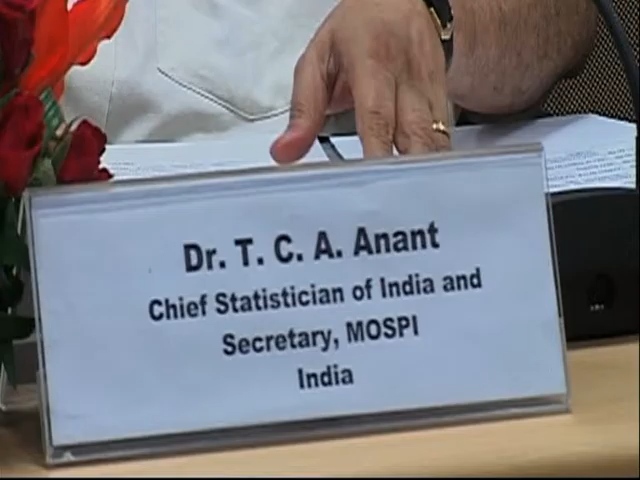 Dr. T. C. A. Anant
Chief Statistician of India and
Secretary, MOSPI
India